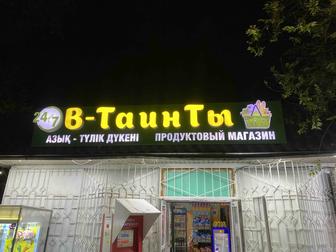 24/7 В-ТаинТы
АЗЫҚ - ТҮЛІК ДҮКЕНІ ПРОДУКТОВЫЙ МАГАЗИН